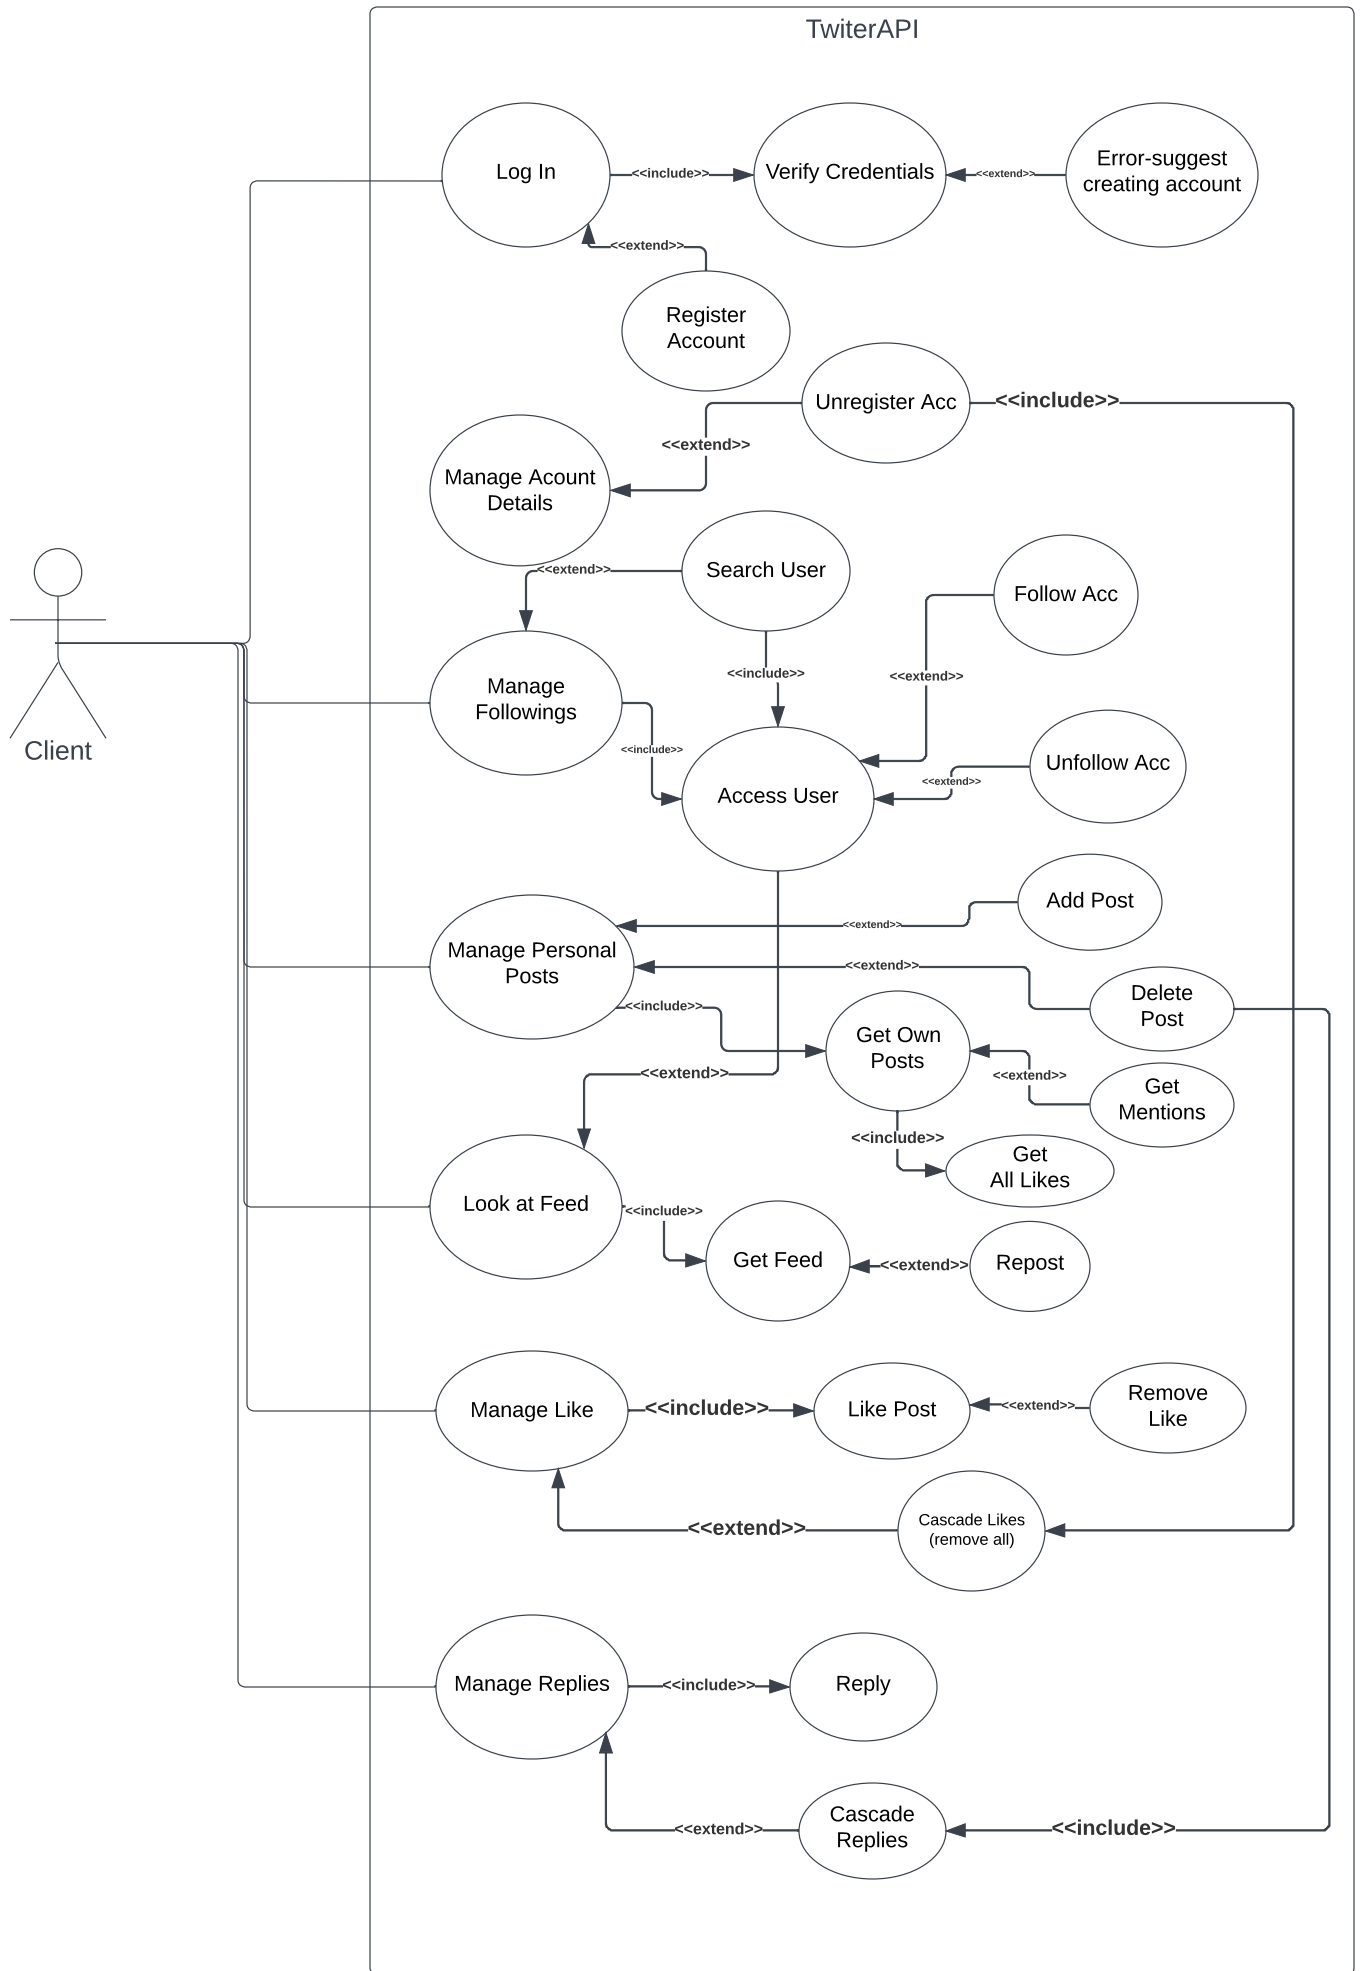 TwiterAPI
Log In
<<include>>
Verify Credentials
<<extend>>
Error-suggest
creating account
<<extend>>
Register
Account
Unregister Acc
<<include>>
<<extend>>
Manage Acount
Details
<<extend>>
Search User
Follow Acc
<<include>>
<<extend>>
Manage
Followings
<<include>>
Client
Access User
Unfollow Acc
<<extend>>
Add Post
<<extend>>
Manage Personal
Posts
<<extend>>
Delete
Post
<<include>>
Get Own
Posts
<<extend>>
<<extend>>
Get
Mentions
<<include>>
Get
All Likes
Look at Feed
<<include>>
Get Feed
<<extend>>
Repost
Manage Like
<<include>>
Like Post
<<extend>>
Remove
Like
<<extend>>
Cascade Likes
(remove all)
Manage Replies
<<include>>
Reply
<<extend>>
Cascade
Replies
<<include>>